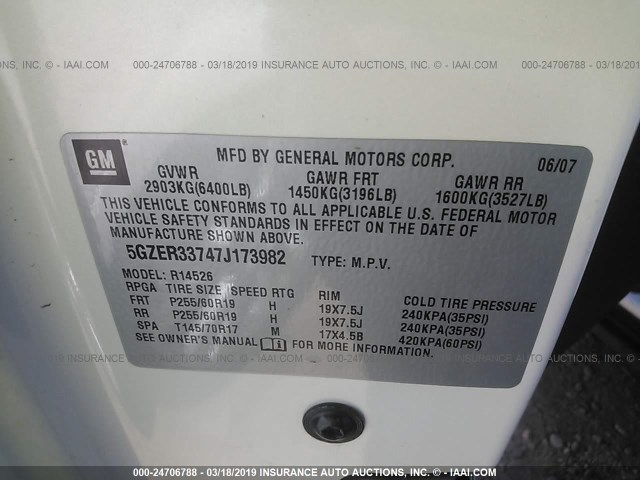 INC. - IAAI.COM 000-24706788 - 03/18/2019 INSURANCE AUTO AUCTIONS, INC. - IAAI.COM 000-24706788 - 03/18/2019
GM
MFD BY GENERAL MOTORS CORP. 06/07
GVWR GAWR FRT GAWR RR
2903KG(6400LB) 1450KG(3196LB) 1600KG(3527LB)
THIS VEHICLE CONFORMS TO ALL APPLICABLE U.S. FEDERAL MOTOR
VEHICLE SAFETY STANDARDS IN EFFECT ON THE DATE OF
MANUFACTURE SHOWN ABOVE.
5GZER33747J173982 TYPE: M.P.V.
MODEL: R14526
RPGA TIRE SIZE SPEED RTG RIM COLD TIRE PRESSURE
FRT P255/60R19 H 19X7.5J 240KPA(35PSI)
RR P255/60R19 H 19X7.5J 240KPA(35PSI)
SPA T145/70R17 M 17X4.5B 420KPA(60PSI)
SEE OWNER'S MANUAL FOR MORE INFORMATION.
000-24706788 - 03/18/2019 INSURANCE AUTO AUCTIONS, INC. - IAAI.COM